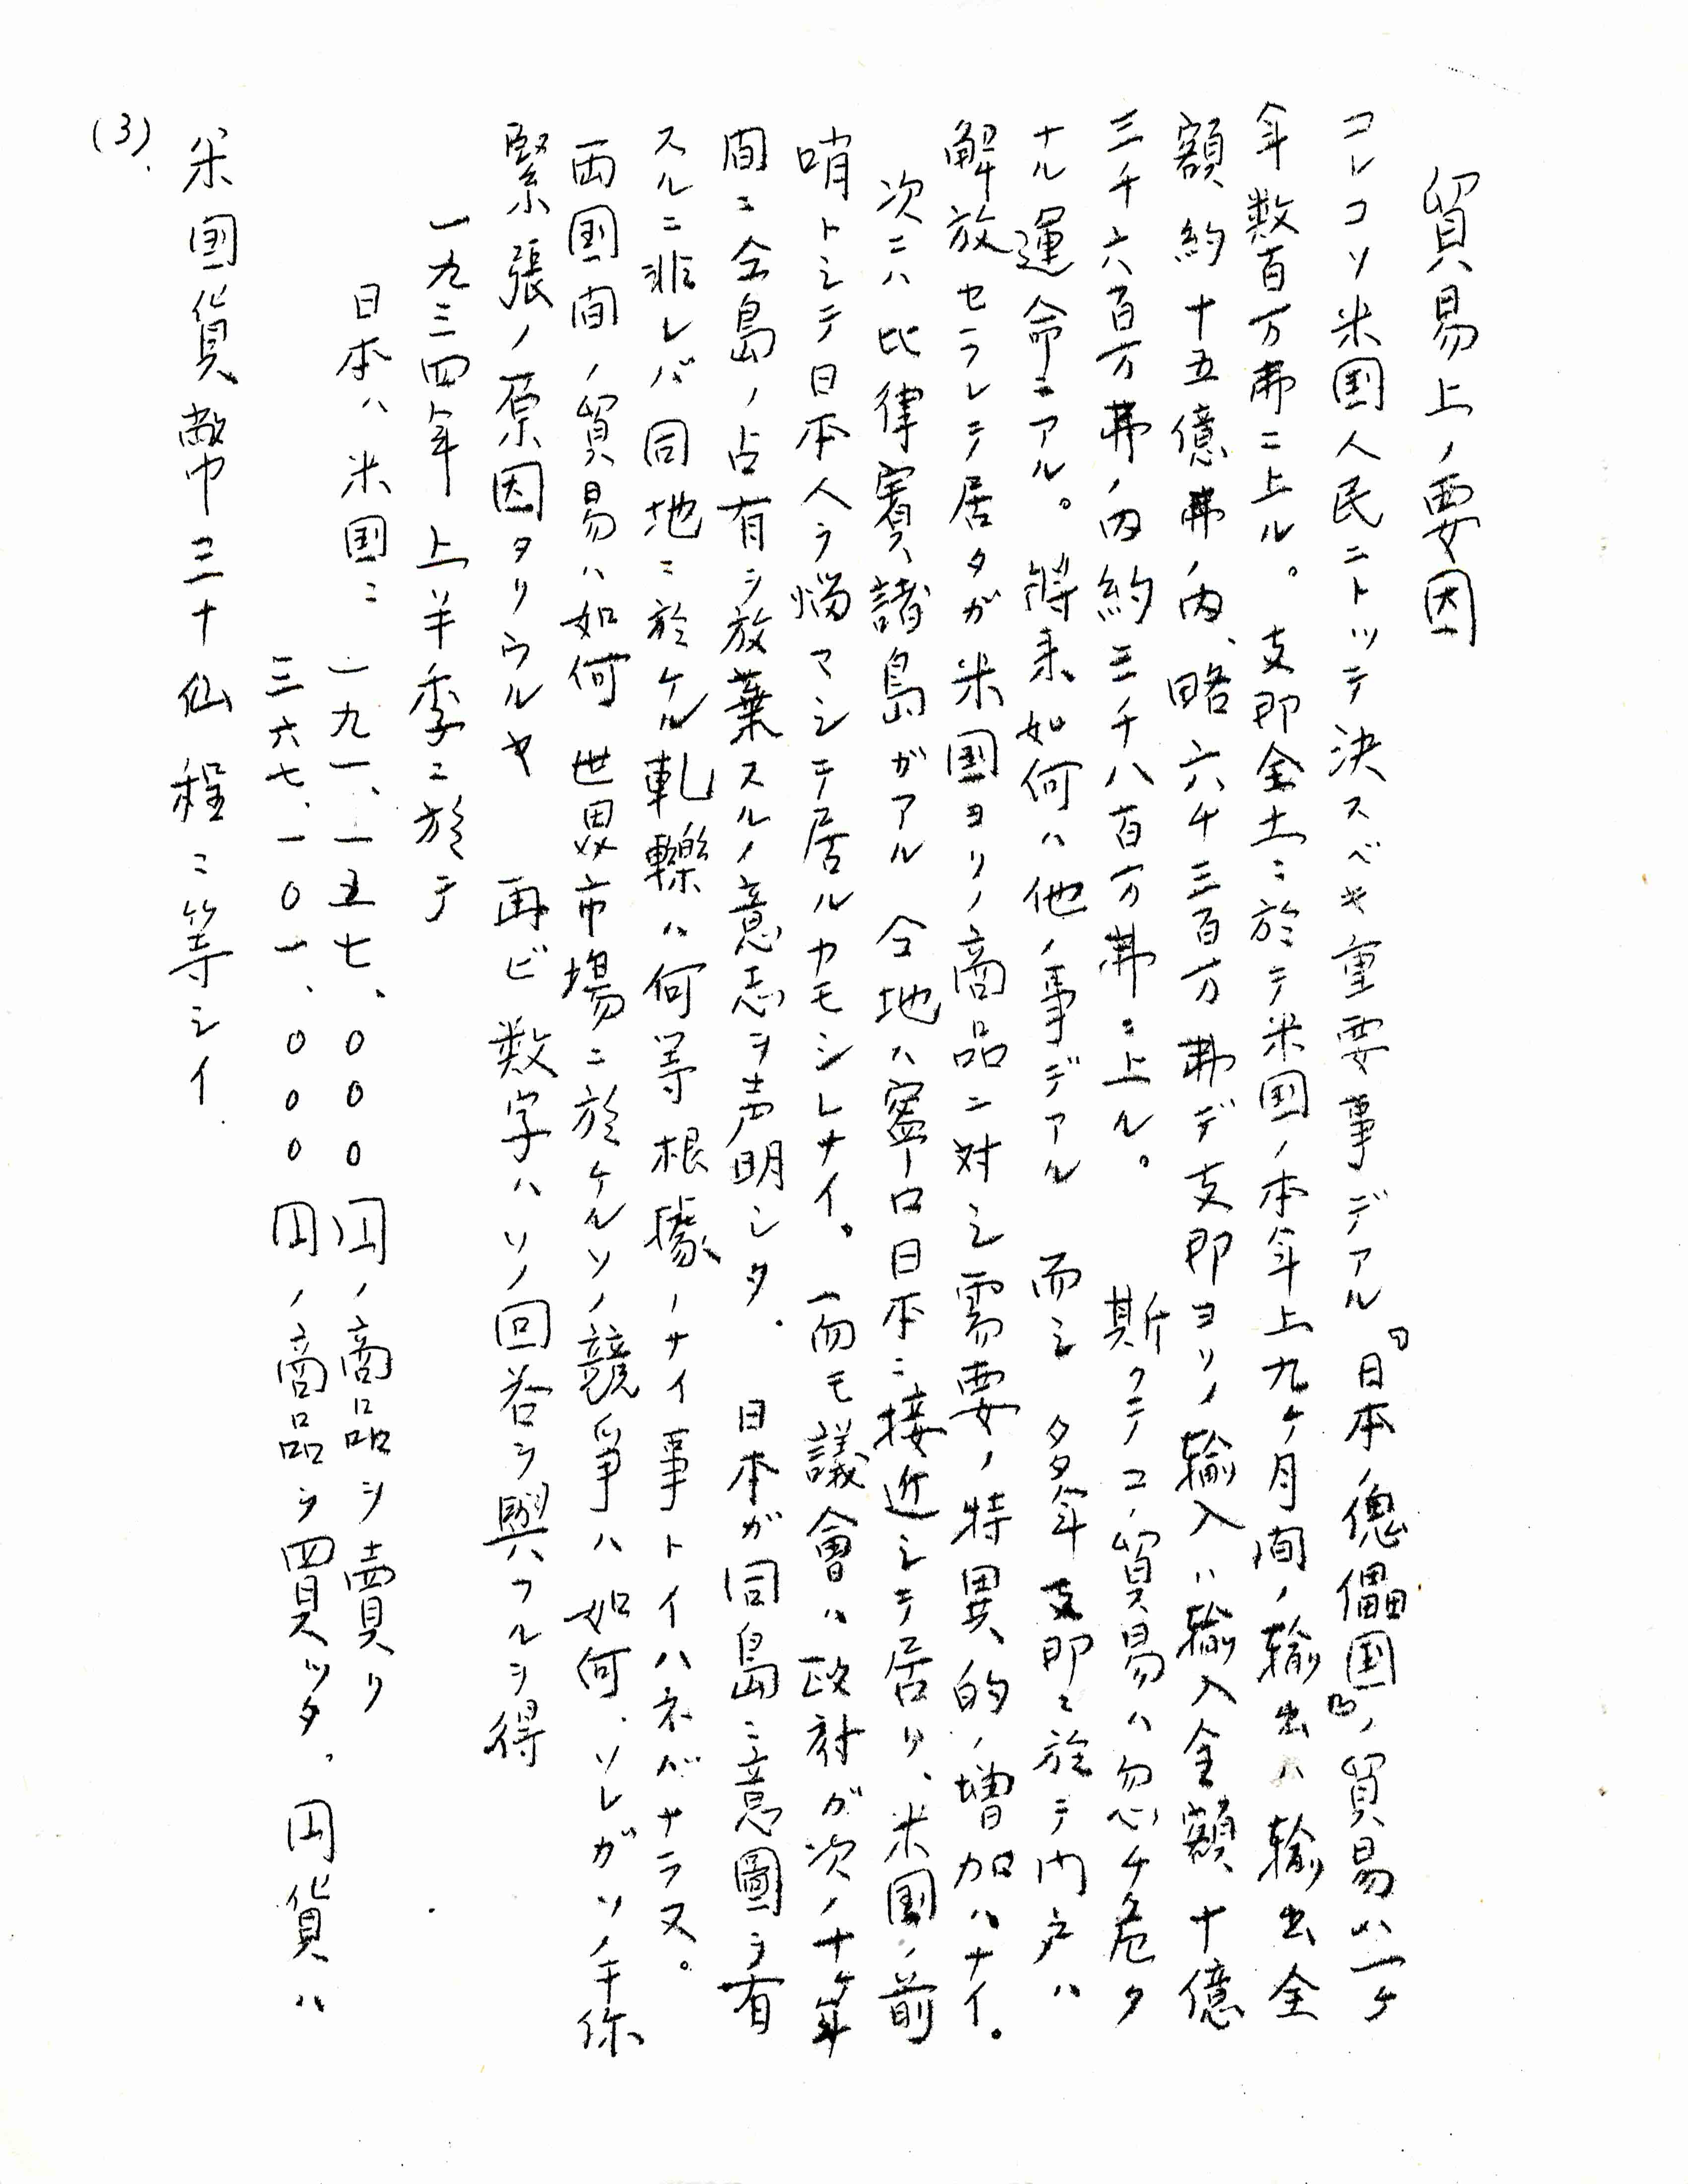 貿易上ノ要因
コレコソ米国人民ニトッテ決スベキ重要事デアル『日本ノ傀儡国』ノ貿易ハ一ケ
年数百万弗ニ上ル。支那全土ニ於テ米国ノ本年上九ケ月間ノ輸出ハ輸出全
額約十五億弗ノ内、略六千三百万弗デ支那ヨリノ輸入ハ輸入全額十億
三千六百万弗ノ内約三千八百万弗ニ上ル。斯クテコノ貿易ハ勿心チ危夕
ナル運命ニアル。将来如何ハ他ノ事デアル 而シ 多年支那ニ於テ門戸ハ
解放セラレテ居タガ米国ヨリノ商品ニ対シ需要ノ特異的ノ増加ハナイ。
次ニハ比律賓諸島ガアル 仝地ハ寧ロ日本ニ接近シテ居リ、米国ノ前
哨トシテ日本人ヲ悩マシテ居ルカモシレナイ。而モ議會ハ政府ガ次ノ十年
間ニ仝島ノ占有ヲ放棄スルノ意志ヲ声明シタ.日本ガ同島ニ意圖ヲ有
スルニ非レバ同地ニ於ケル軋轢ハ何等根據ノナイ事トイハネバナラヌ。
両国間ノ貿易ハ如何 世界市場ニ於ケルソノ競争ハ如何.ソレガソノ手係
緊張ノ原因タリウルヤ 再ビ数字ハソノ回答ヲ與フルヲ得
一九三四年上半季ニ於テ
日本ハ米国ニ 一九一、一五七、〇〇〇円ノ商品ヲ賣リ
三六七、一〇一、〇〇〇円ノ商品ヲ買ッタ.円貨ハ
米国貨幣三十仙程ニ等シイ.
(3).